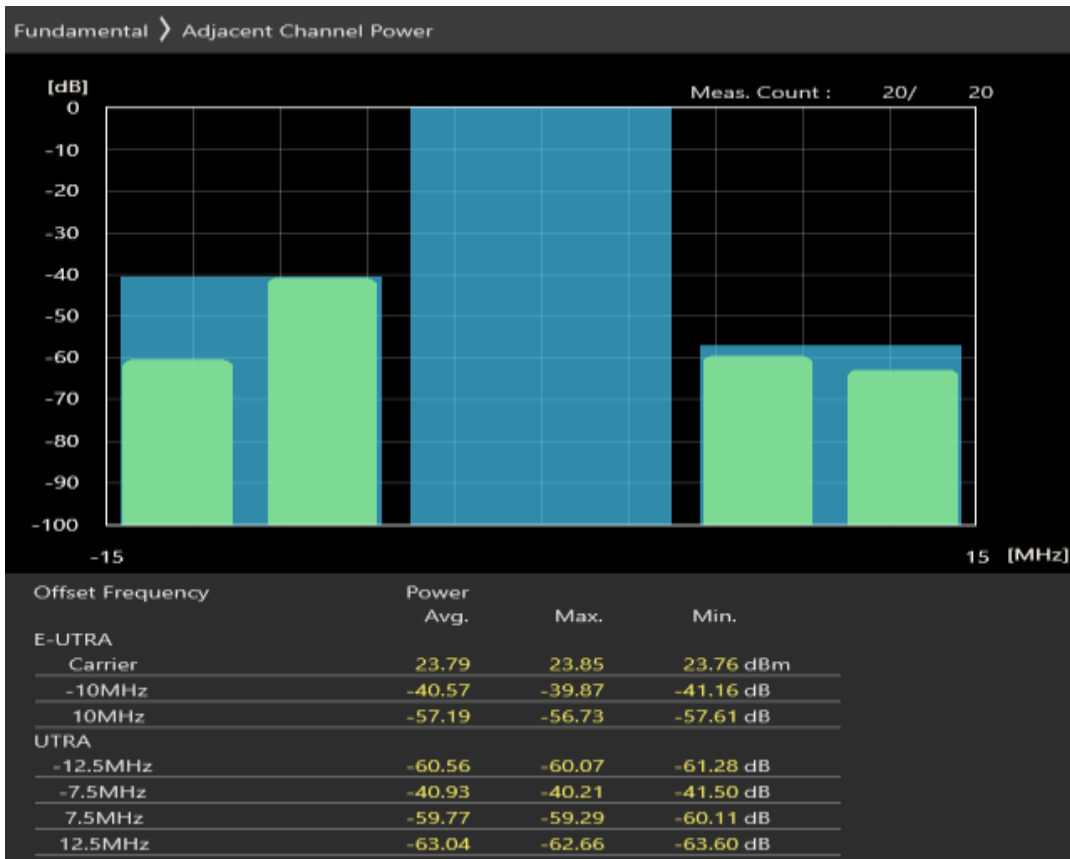 Fundamental ❯ Adjacent Channel Power
[dB]
Meas. Count : 20/ 20
0
-10
-20
-30
-40
-50
-60
-70
-80
-90
-100
-15 15 [MHz]
Offset Frequency Power
Avg. Max. Min.
E-UTRA
Carrier 23.79 23.85 23.76 dBm
-10MHz -40.57 -39.87 -41.16 dB
10MHz -57.19 -56.73 -57.61 dB
UTRA
-12.5MHz -60.56 -60.07 -61.28 dB
-7.5MHz -40.93 -40.21 -41.50 dB
7.5MHz -59.77 -59.29 -60.11 dB
12.5MHz -63.04 -62.66 -63.60 dB